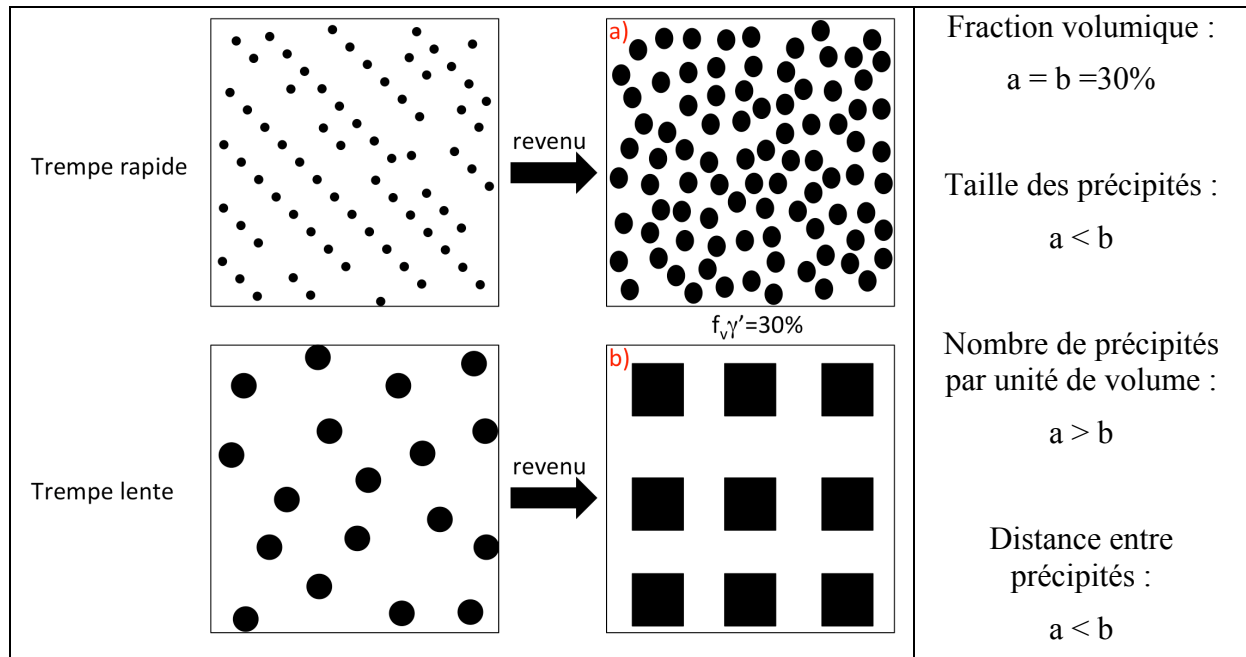 Trempe rapide
revenu
a)
f_vγ'=30%
Trempe lente
revenu
b)
Fraction volumique :
a = b =30%
Taille des précipités :
a < b
Nombre de précipités
par unité de volume :
a > b
Distance entre
précipités :
a < b